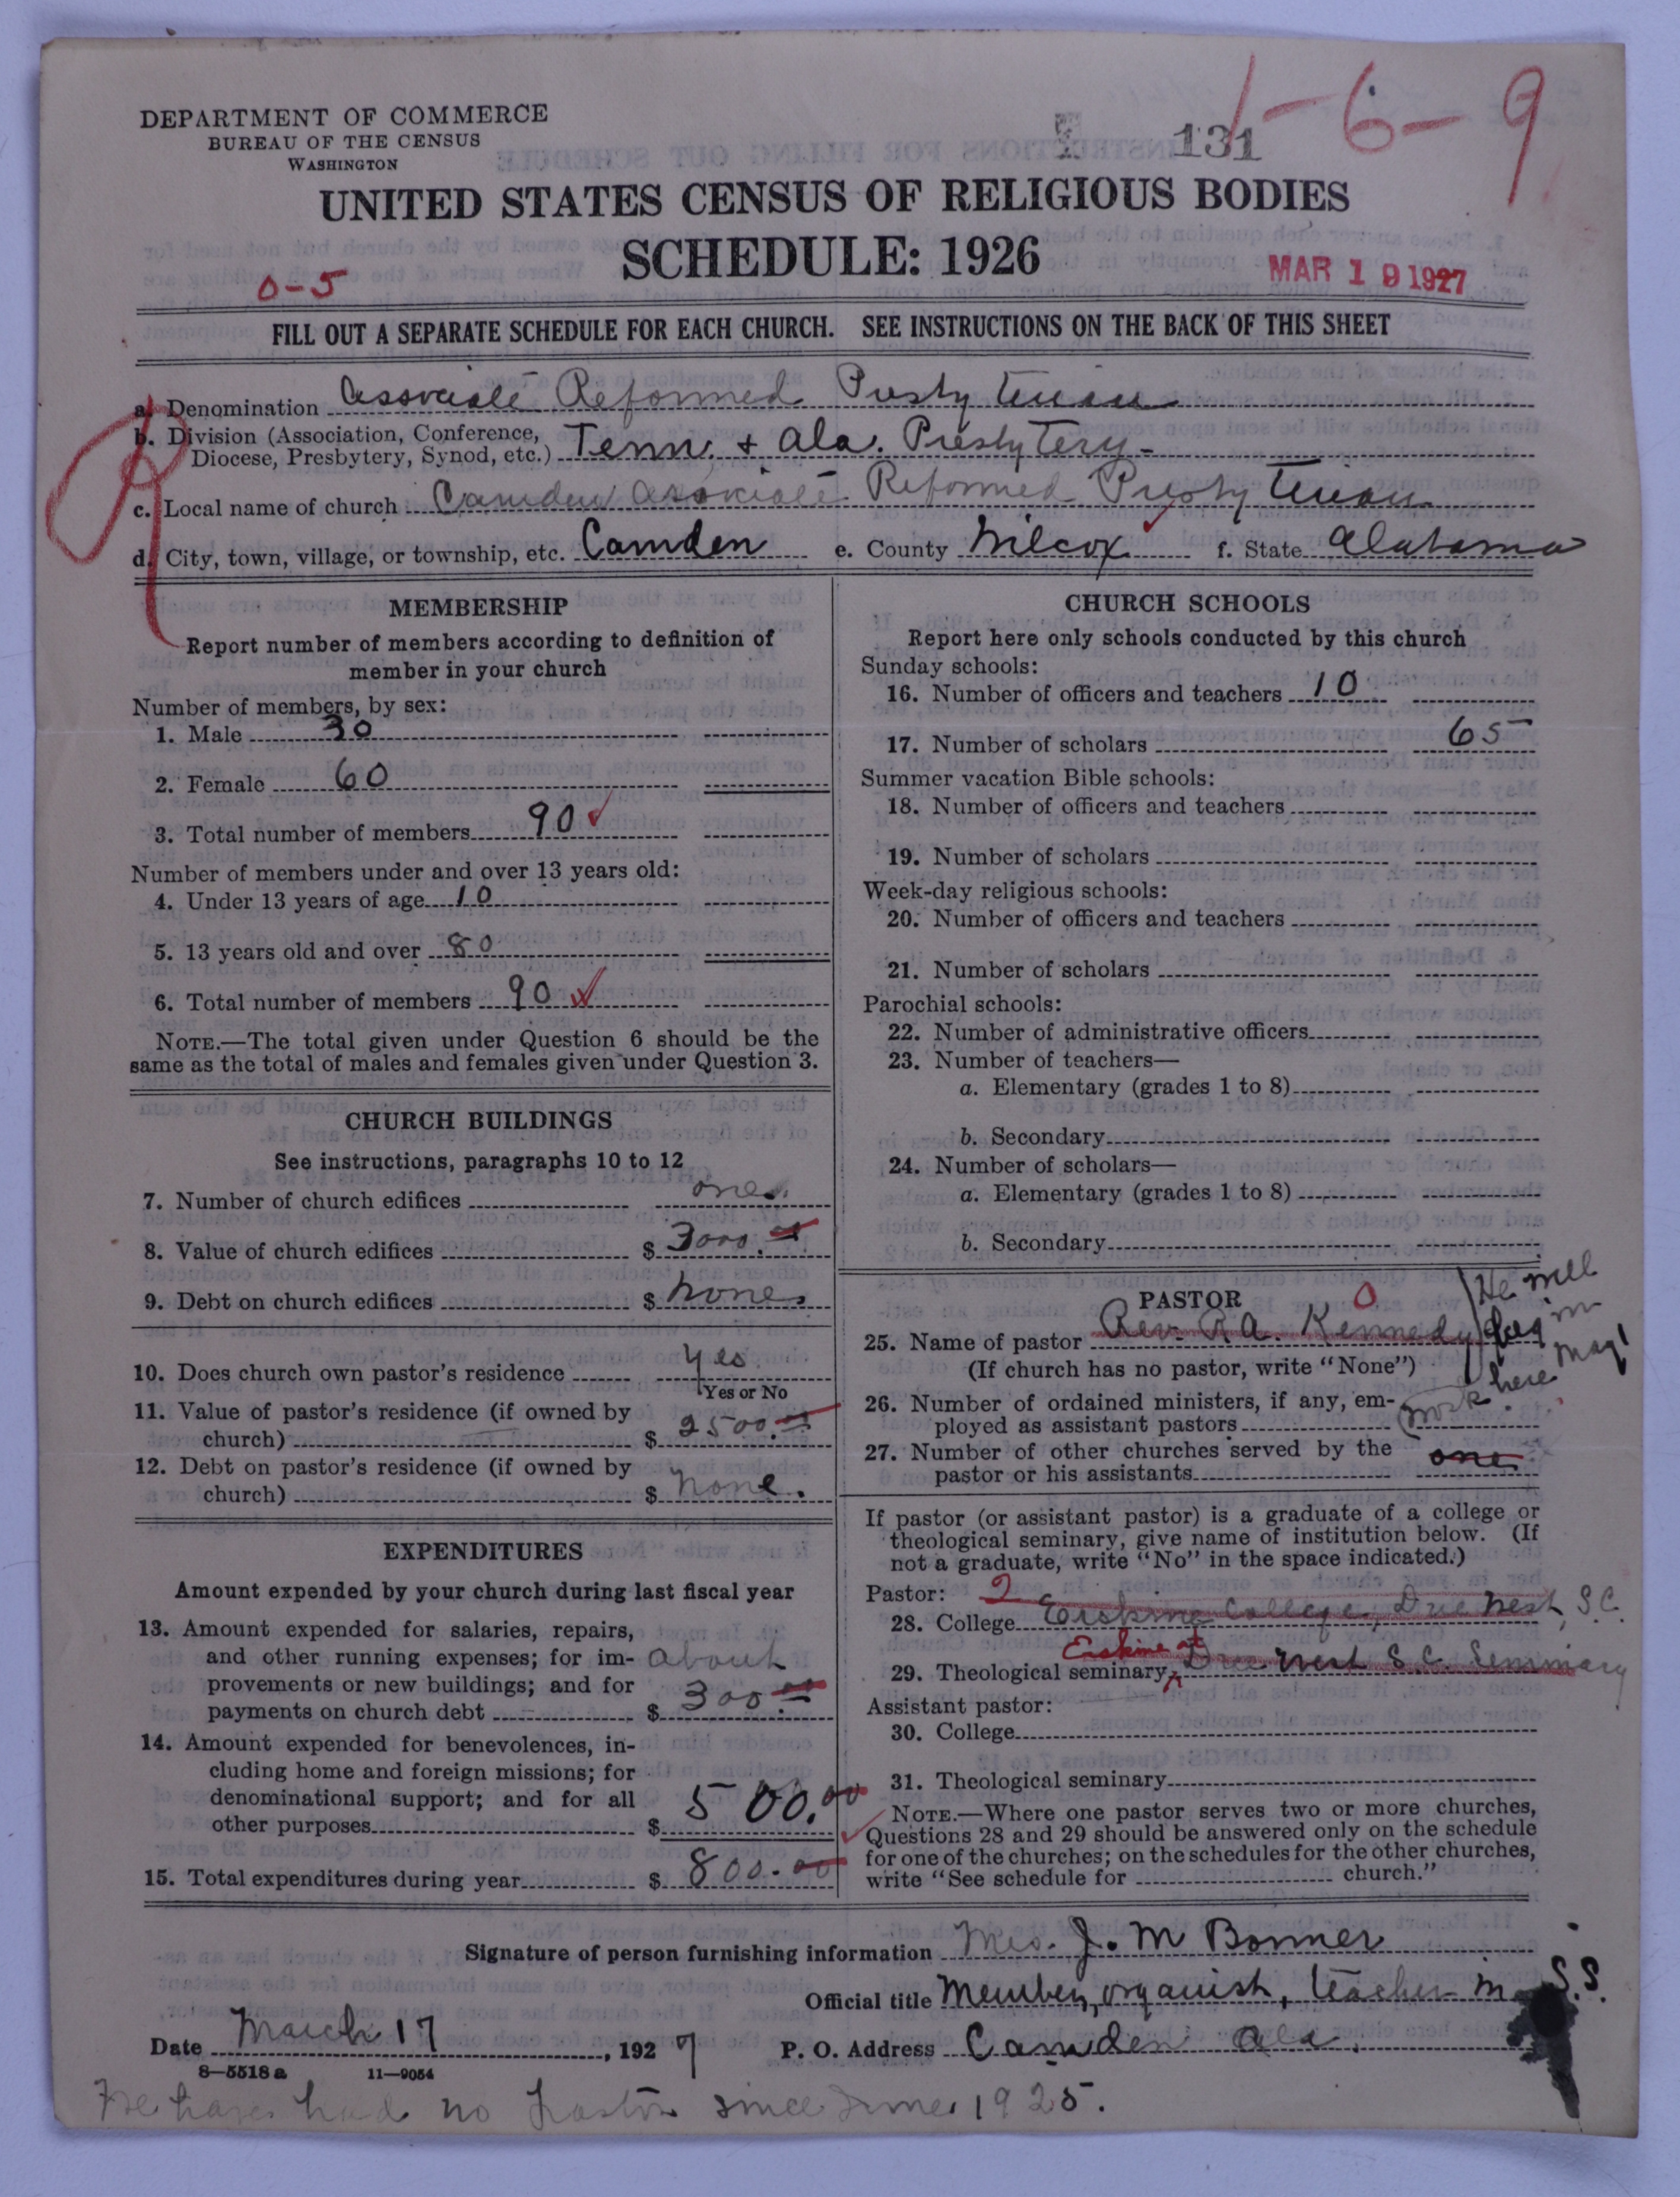 DEPARTMENT OF COMMERCE
BUREAU OF THE CENSUS
WASHINGTON
131
1-6-9
UNITED STATES CENSUS OF RELIGIOUS BODIES
SCHEDULE: 1926
0-5
MAR 19 1927
FILL OUT A SEPARATE SCHEDULE FOR EACH CHURCH. SEE INSTRUCTIONS ON THE BACK OF THIS SHEET
a. Denomination Associate Reformed Presbyterian
b. Division (Association, Conference, Diocese, Presbytery, Synod, etc.) Tenn. + Ala. Presbytery-
c. Local name of church Camden Associate Reformed Presbyterian
d. City, town, village, or township, etc. Camden e. County Wilcox f. State Alabama
MEMBERSHIP
Report number of members according to definition of
member in your church
Number of members, by sex:
1. Male 30
2. Female 60
3. Total number of members 90
Number of members under and over 13 years old:
4. Under 13 years of age 10
5. 13 years old and over 80
6. Total number of members 90
NOTE.—The total given under Question 6 should be the
same as the total of males and females given under Question 3.
CHURCH BUILDINGS
See instructions, paragraphs 10 to 12
7. Number of church edifices one.
8. Value of church edifices $ 3000.00
9. Debt on church edifices $ none.
10. Does church own pastor's residence yes
Yes or No
11. Value of pastor's residence (if owned by
church) $ 2500.00
12. Debt on pastor's residence (if owned by
church) $ none.
EXPENDITURES
Amount expended by your church during last fiscal year
13. Amount expended for salaries, repairs,
and other running expenses; for im- about
provements or new buildings; and for
payments on church debt $ 300.00
14. Amount expended for benevolences, in-
cluding home and foreign missions; for
denominational support; and for all
other purposes $ 500.00
15. Total expenditures during year $ 800.00
CHURCH SCHOOLS
Report here only schools conducted by this church
Sunday schools:
16. Number of officers and teachers 10
17. Number of scholars 65
Summer vacation Bible schools:
18. Number of officers and teachers
19. Number of scholars
Week-day religious schools:
20. Number of officers and teachers
21. Number of scholars
Parochial schools:
22. Number of administrative officers
23. Number of teachers—
a. Elementary (grades 1 to 8)
b. Secondary
24. Number of scholars—
a. Elementary (grades 1 to 8)
b. Secondary
PASTOR 0
25. Name of pastor Rev. R.A. Kennedy
He will
in
May!
work here
(If church has no pastor, write "None")
26. Number of ordained ministers, if any, em-
ployed as assistant pastors
27. Number of other churches served by the
pastor or his assistants one
If pastor (or assistant pastor) is a graduate of a college or
theological seminary, give name of institution below. (If
not a graduate, write "No" in the space indicated.)
Pastor: 2
28. College Erskine College, Due West, S.C.
29. Theological seminary Erskine at Due West S.C. Seminary
Assistant pastor:
30. College
31. Theological seminary
NOTE.—Where one pastor serves two or more churches,
Questions 28 and 29 should be answered only on the schedule
for one of the churches; on the schedules for the other churches,
write "See schedule for church."
Signature of person furnishing information Mrs. J. M Bonner
Official title Member, organist, teacher in S.S.
Date March 17, 1927 P. O. Address Camden Ala.
8—5518 a 11—9054
We have had no Pastor since June 1925.